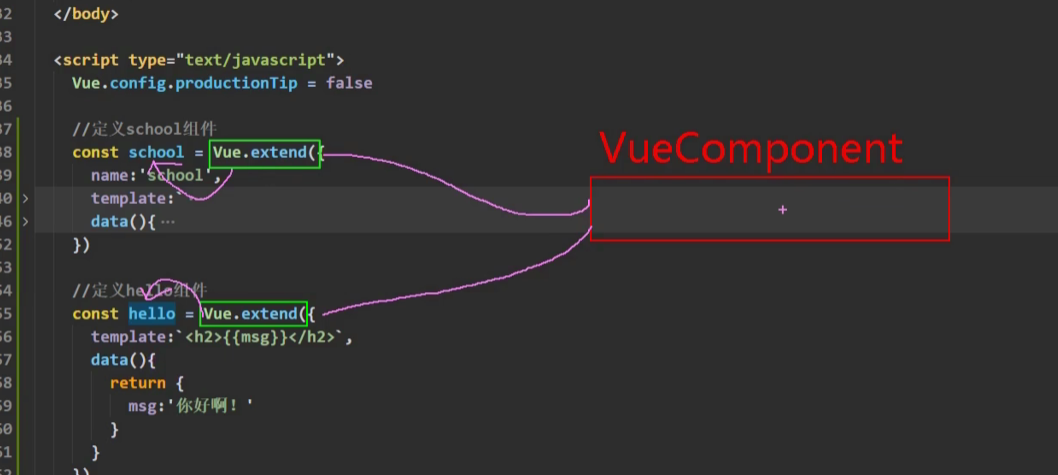 32 </body>
33
34 <script type="text/javascript">
35 Vue.config.productionTip = false
36
37 //定义school组件
38 const school = Vue.extend({
39 name:'school',
40 template:`
46 data(){ ···
52 })
53
54 //定义hello组件
55 const hello = Vue.extend({
56 template:`<h2>{{msg}}</h2>`,
57 data(){
58 return {
59 msg:'你好啊！'
60 }
61 }
62 })
VueComponent